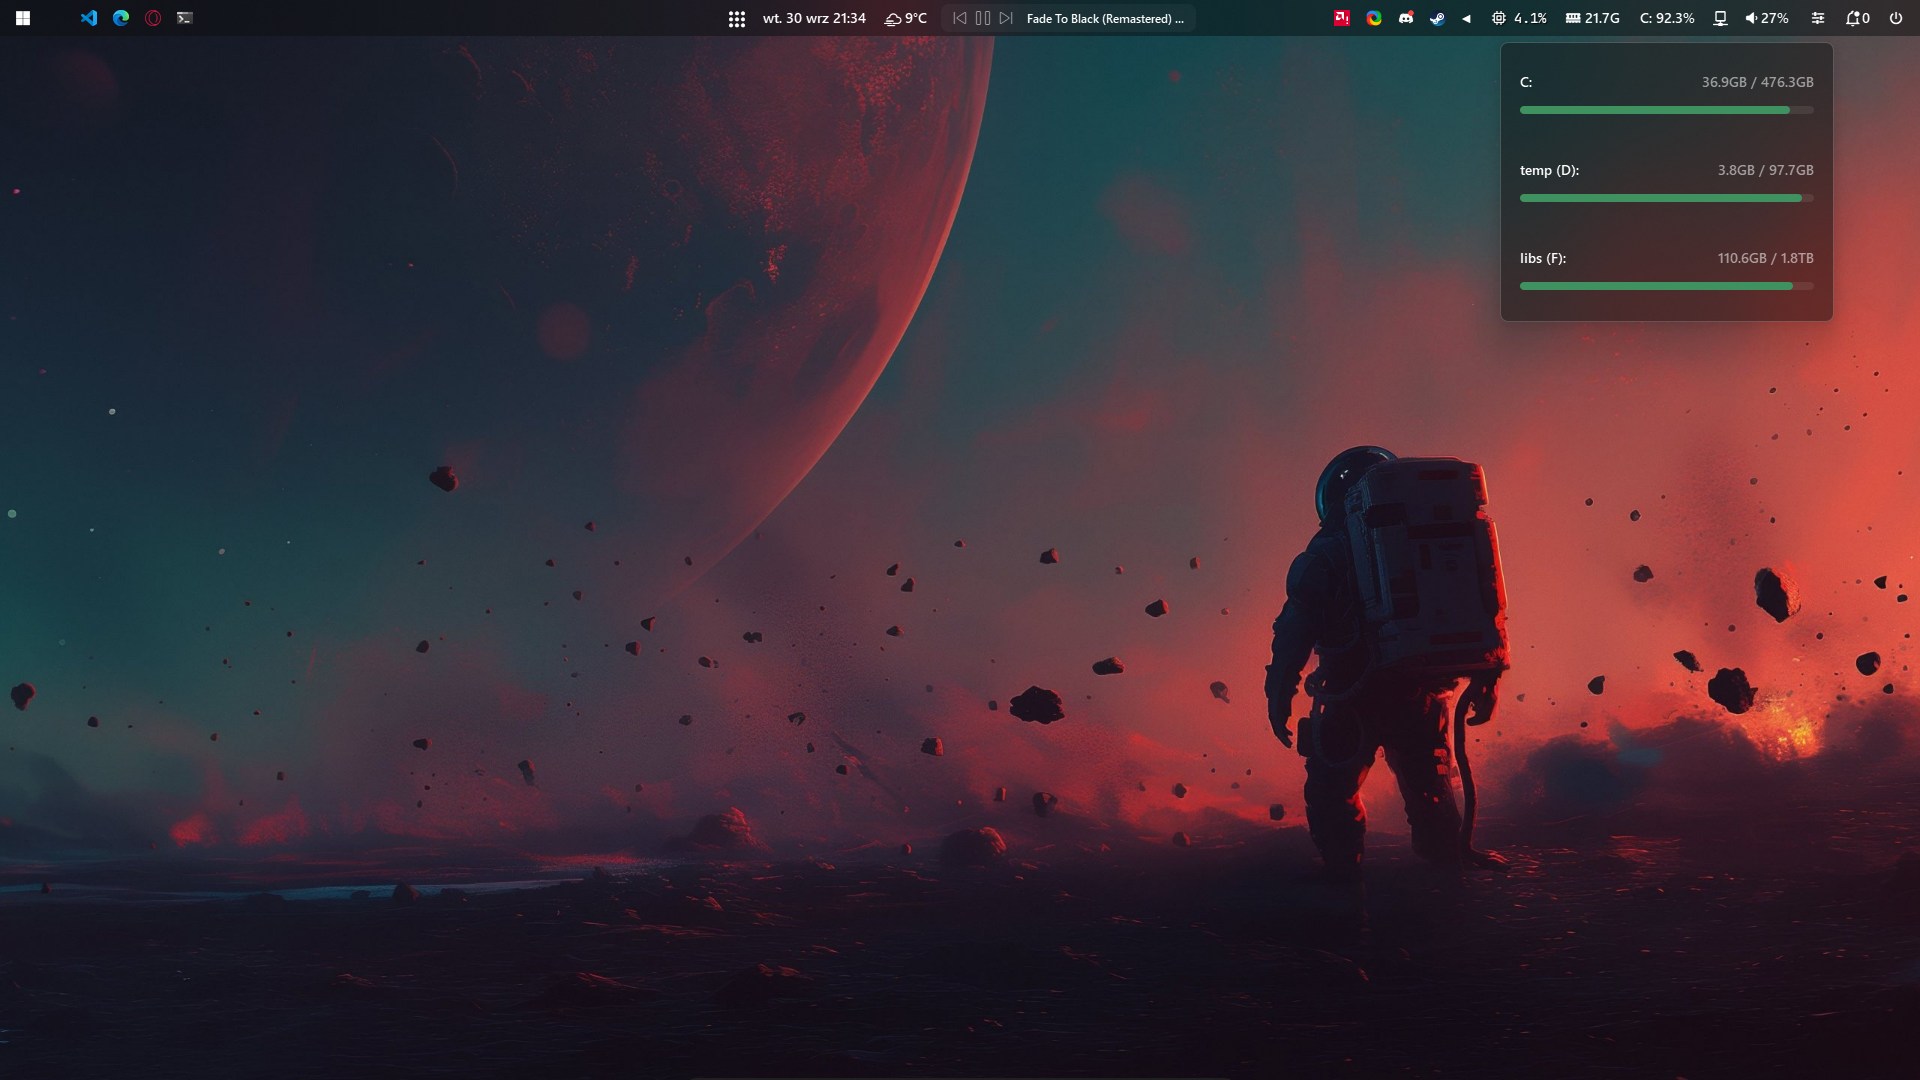 wt. 30 wrz 21:34 9°C Fade To Black (Remastered) ... 4.1% 21.7G C: 92.3% 27% 0
C: 36.9GB / 476.3GB
temp (D): 3.8GB / 97.7GB
libs (F): 110.6GB / 1.8TB